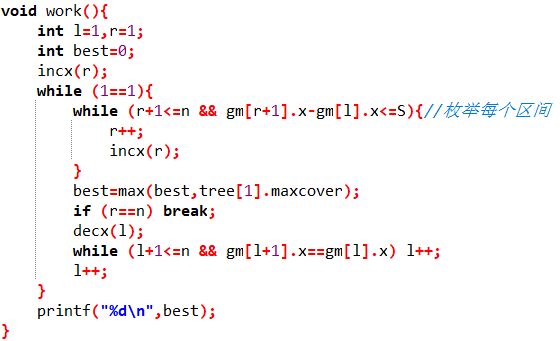 void work(){
    int l=1,r=1;
    int best=0;
    incx(r);
    while (1==1){
        while (r+1<=n && gm[r+1].x-gm[l].x<=S){//枚举每个区间
            r++;
            incx(r);
        }
        best=max(best,tree[1].maxcover);
        if (r==n) break;
        decx(l);
        while (l+1<=n && gm[l+1].x==gm[l].x) l++;
        l++;
    }
    printf("%d\n",best);
}